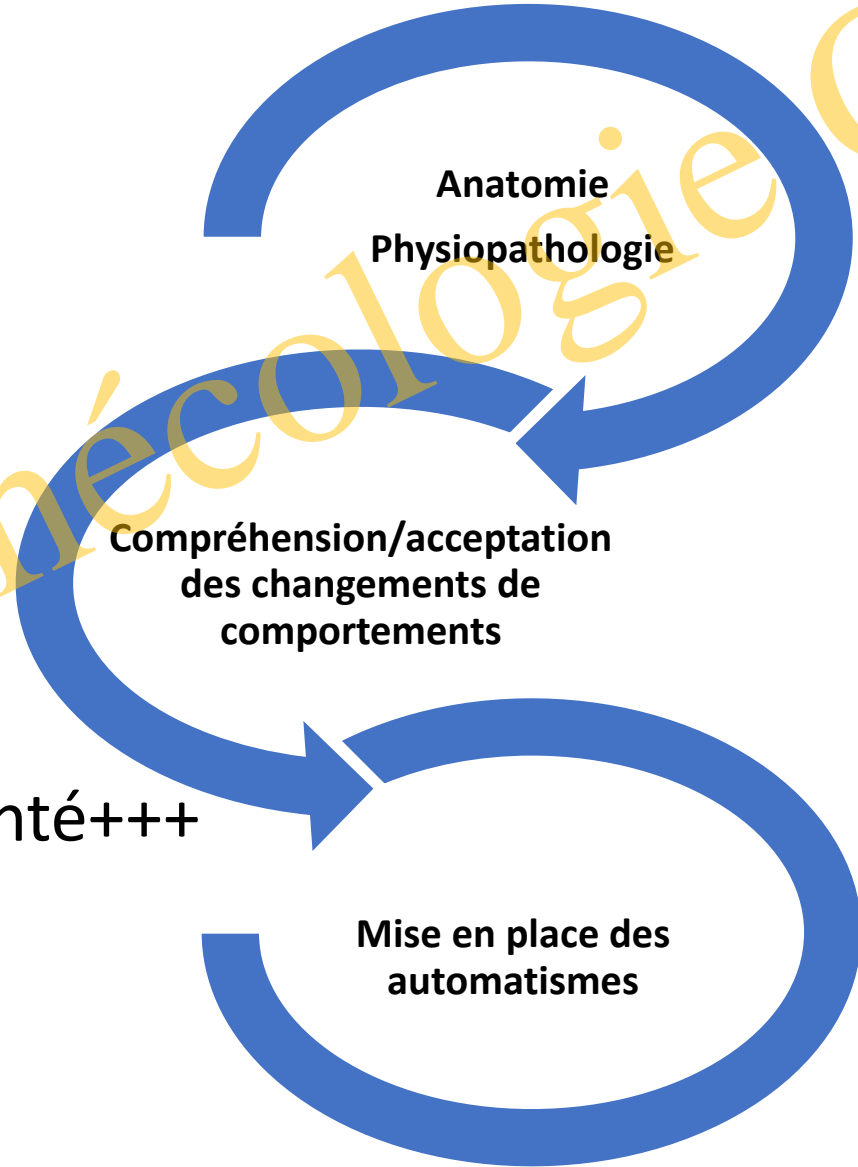 Anatomie
Physiopathologie
nécologie
Compréhension/acceptation
des changements de
comportements
nté+++
Mise en place des
automatismes